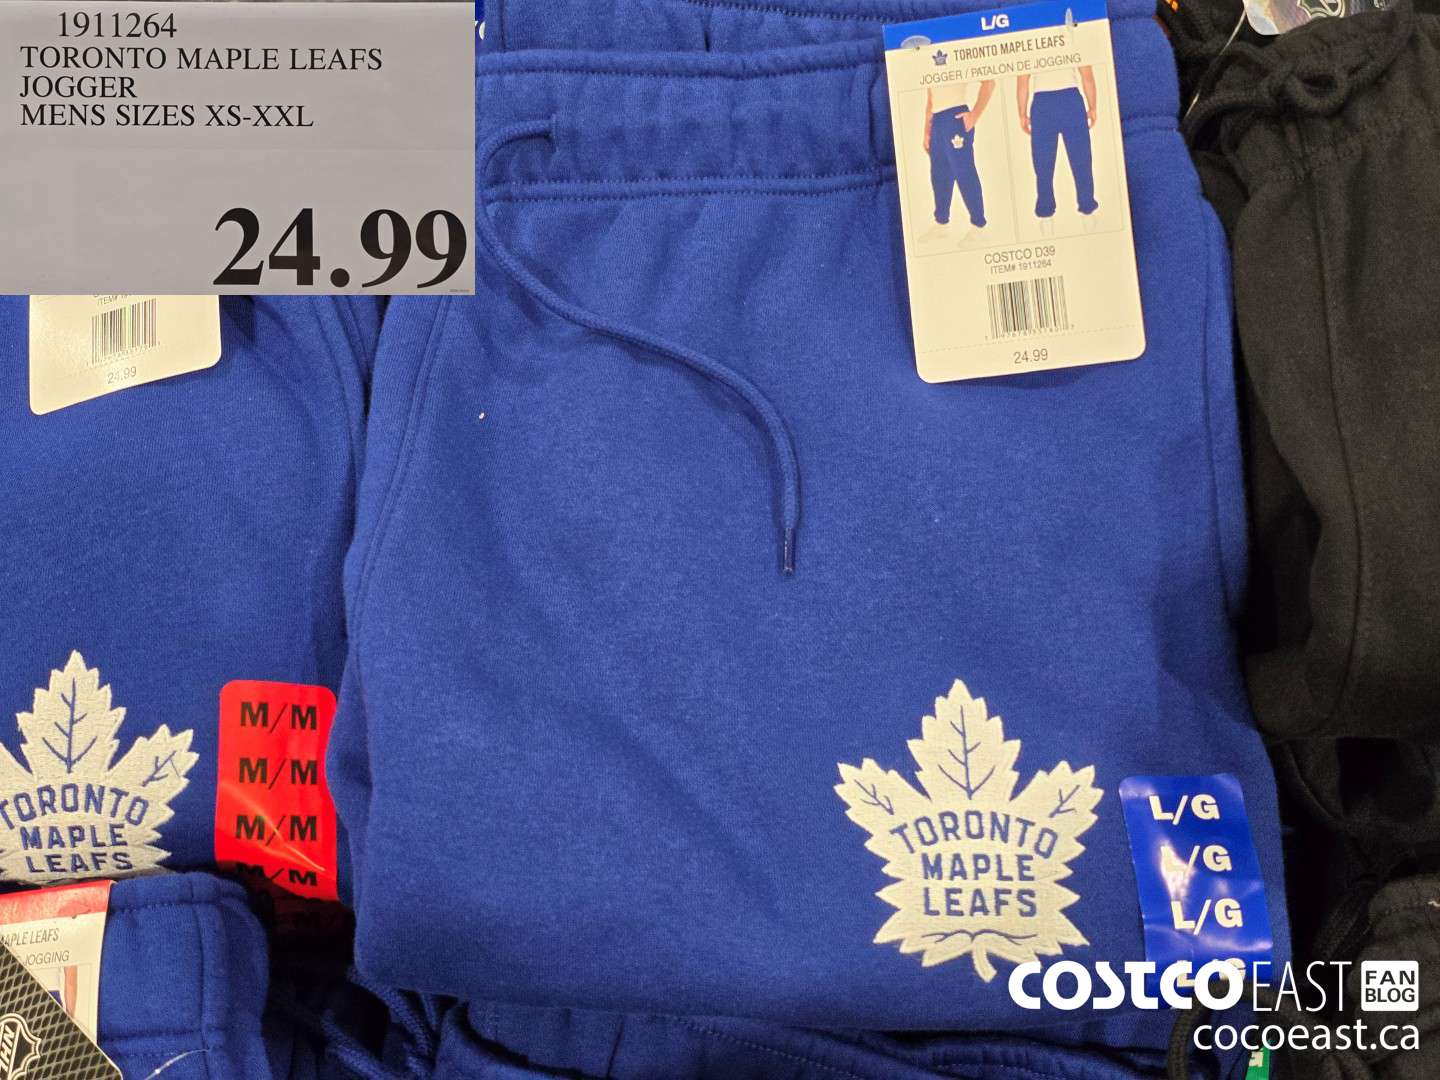 1911264
TORONTO MAPLE LEAFS
JOGGER
MENS SIZES XS-XXL
24.99
L/G
TORONTO MAPLE LEAFS
JOGGER / PATALON DE JOGGING
COSTCO D39
ITEM# 1911264
24.99
24.99
TORONTO
MAPLE
LEAFS
M/M
M/M
M/M
M/M
TORONTO
MAPLE
LEAFS
L/G
L/G
L/G
L/G
MAPLE LEAFS
JOGGING
NHL
COSTCO EAST FAN BLOG
cocoeast.ca